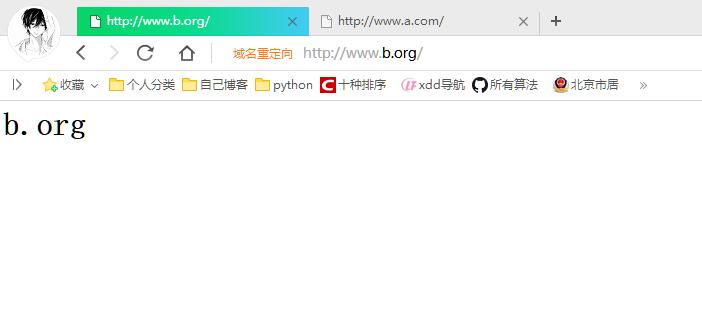 http://www.b.org/ http://www.a.com/
域名重定向 http://www.b.org/
收藏 个人分类 自己博客 python 十种排序 xdd导航 所有算法 北京市居
b.org